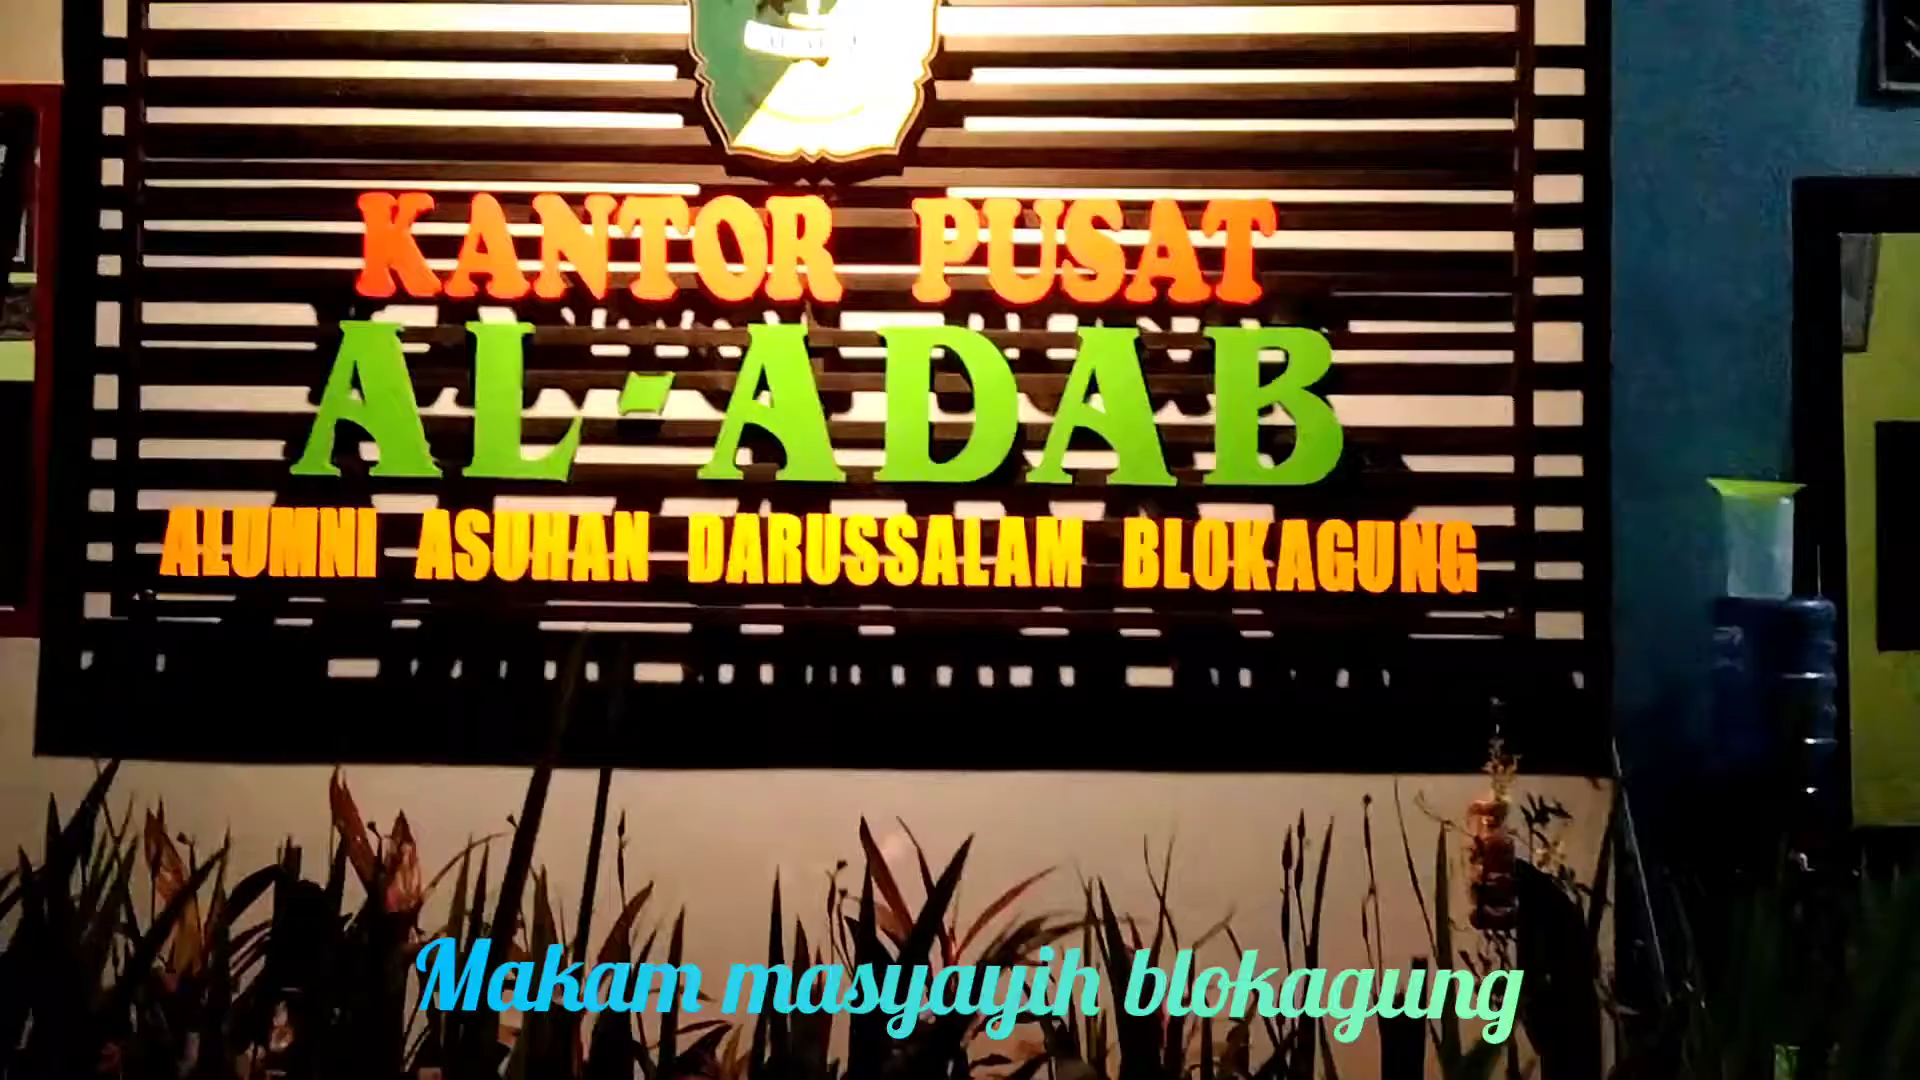 KANTOR PUSAT
AL-ADAB
ALUMNI ASUHAN DARUSSALAM BLOKAGUNG
Makam masyayih blokagung